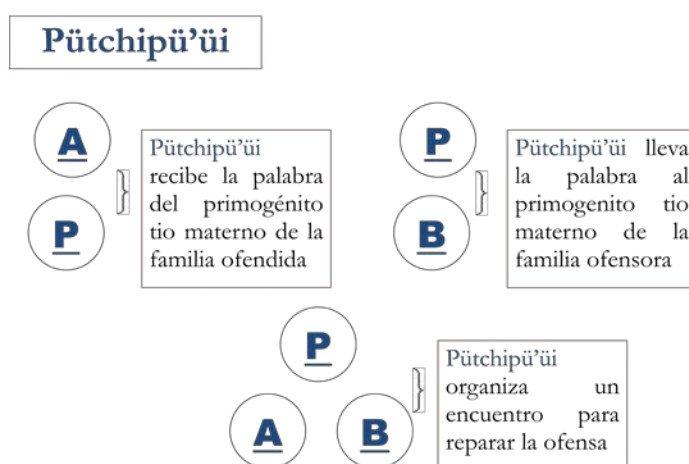 Pütchipü’üi
A
P
Pütchipü’üi
recibe la palabra
del primogénito
tio materno de la
familia ofendida
P
B
Pütchipü’üi lleva
la palabra al
primogenito tio
materno de la
familia ofensora
P
A
B
Pütchipü’üi
organiza un
encuentro para
reparar la ofensa